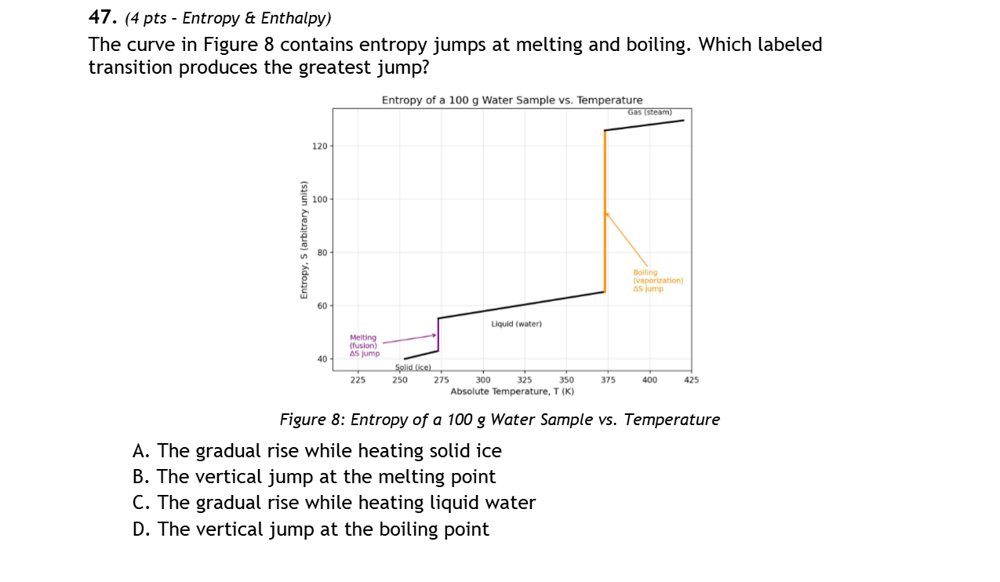 47. (4 pts - Entropy & Enthalpy)
The curve in Figure 8 contains entropy jumps at melting and boiling. Which labeled
transition produces the greatest jump?
Entropy of a 100 g Water Sample vs. Temperature
Gas (steam)
120
100
80
60
40
Entropy, S (arbitrary units)
Boiling
(vaporization)
ΔS jump
Liquid (water)
Melting
(fusion)
ΔS jump
Solid (ice)
225 250 275 300 325 350 375 400 425
Absolute Temperature, T (K)
Figure 8: Entropy of a 100 g Water Sample vs. Temperature
A. The gradual rise while heating solid ice
B. The vertical jump at the melting point
C. The gradual rise while heating liquid water
D. The vertical jump at the boiling point